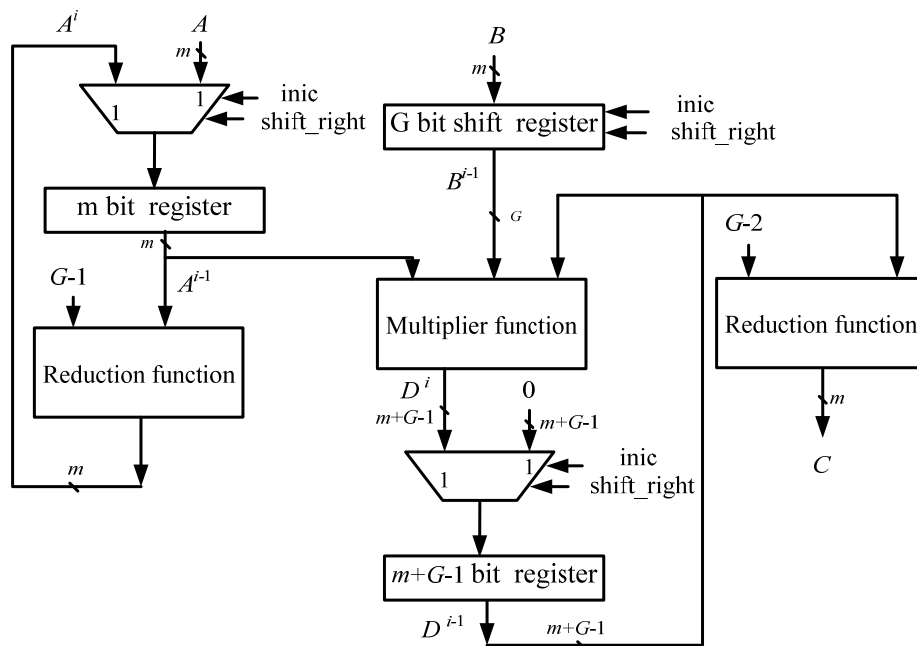 A^i
A
m
1
1
inic
shift_right
B
m
G bit shift register
inic
shift_right
m bit register
B^{i-1}
G
m
G-1
A^{i-1}
G-2
Reduction function
Multiplier function
Reduction function
D^i
0
m+G-1
m+G-1
m
C
1
1
inic
shift_right
m
m+G-1 bit register
D^{i-1}
m+G-1